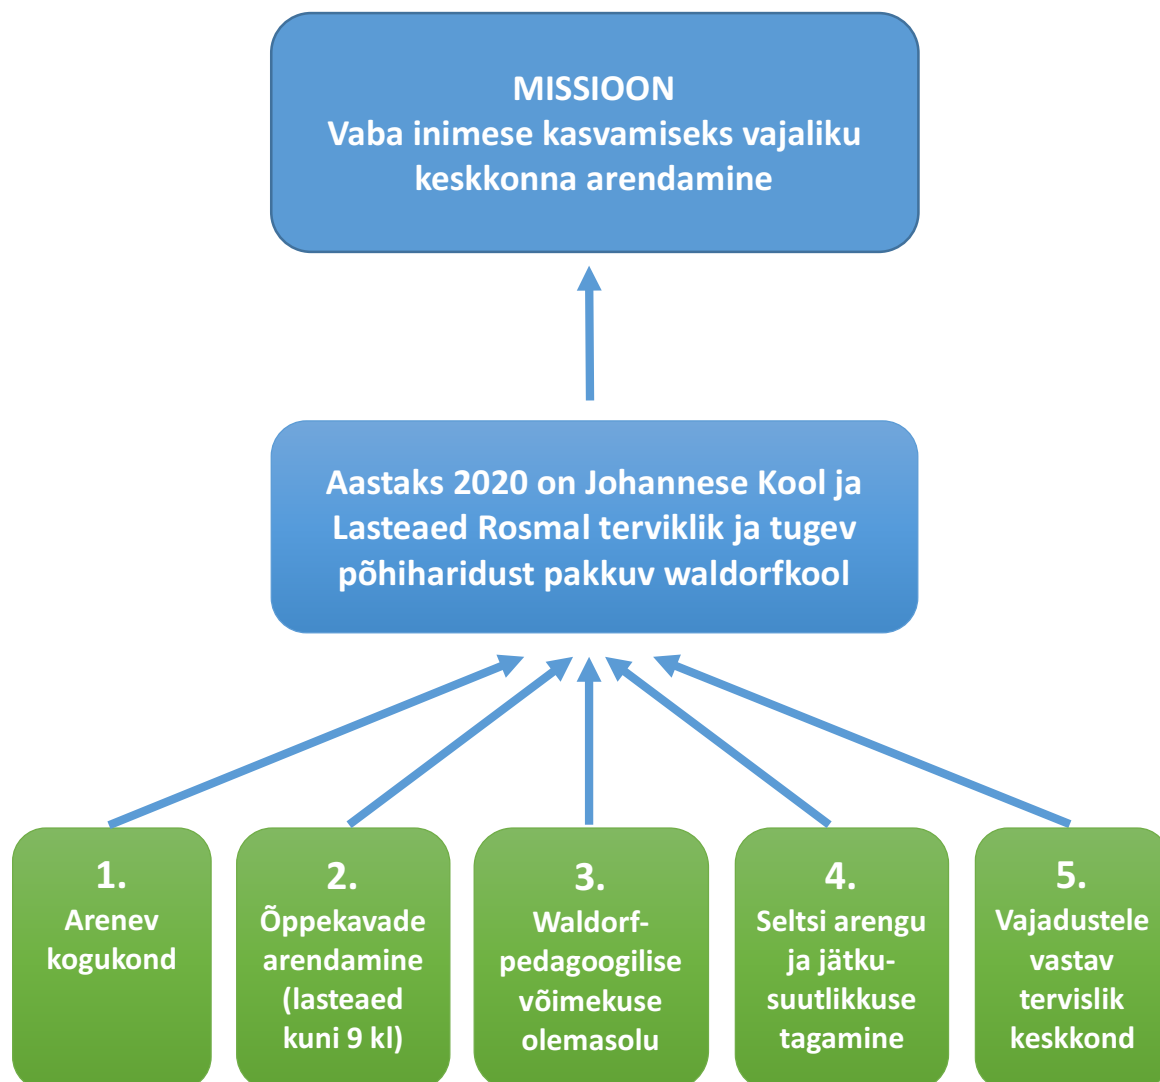 MISSIOON
Vaba inimese kasvamiseks vajaliku
keskkonna arendamine
Aastaks 2020 on Johannese Kool ja
Lasteaed Rosmal terviklik ja tugev
põhiharidust pakkuv waldorfkool
1.
Arenev
kogukond
2.
Õppekavade
arendamine
(lasteaed
kuni 9 kl)
3.
Waldorf-
pedagoogilise
võimekuse
olemasolu
4.
Seltsi arengu
ja jätku-
suutlikkuse
tagamine
5.
Vajadustele
vastav
tervislik
keskkond